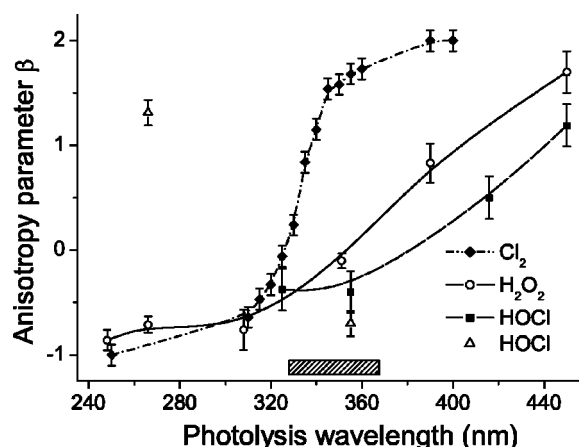 Anisotropy parameter β
2
1
0
-1
Cl₂
H₂O₂
HOCl
HOCl
240 280 320 360 400 440
Photolysis wavelength (nm)